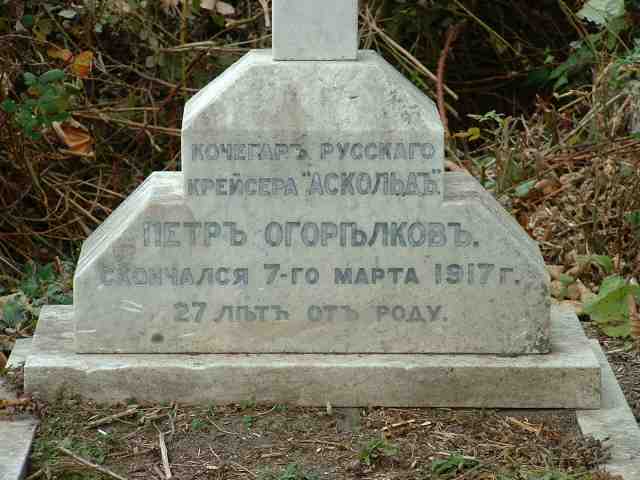 КОЧЕГАРЪ РУССКАГО
КРЕЙСЕРА "АСКОЛЬДЪ"
ПЕТРЪ ОГОРѢЛКОВЪ.
СКОНЧАЛСЯ 7-ГО МАРТА 1917 Г.
27 ЛѢТЪ ОТЪ РОДУ.